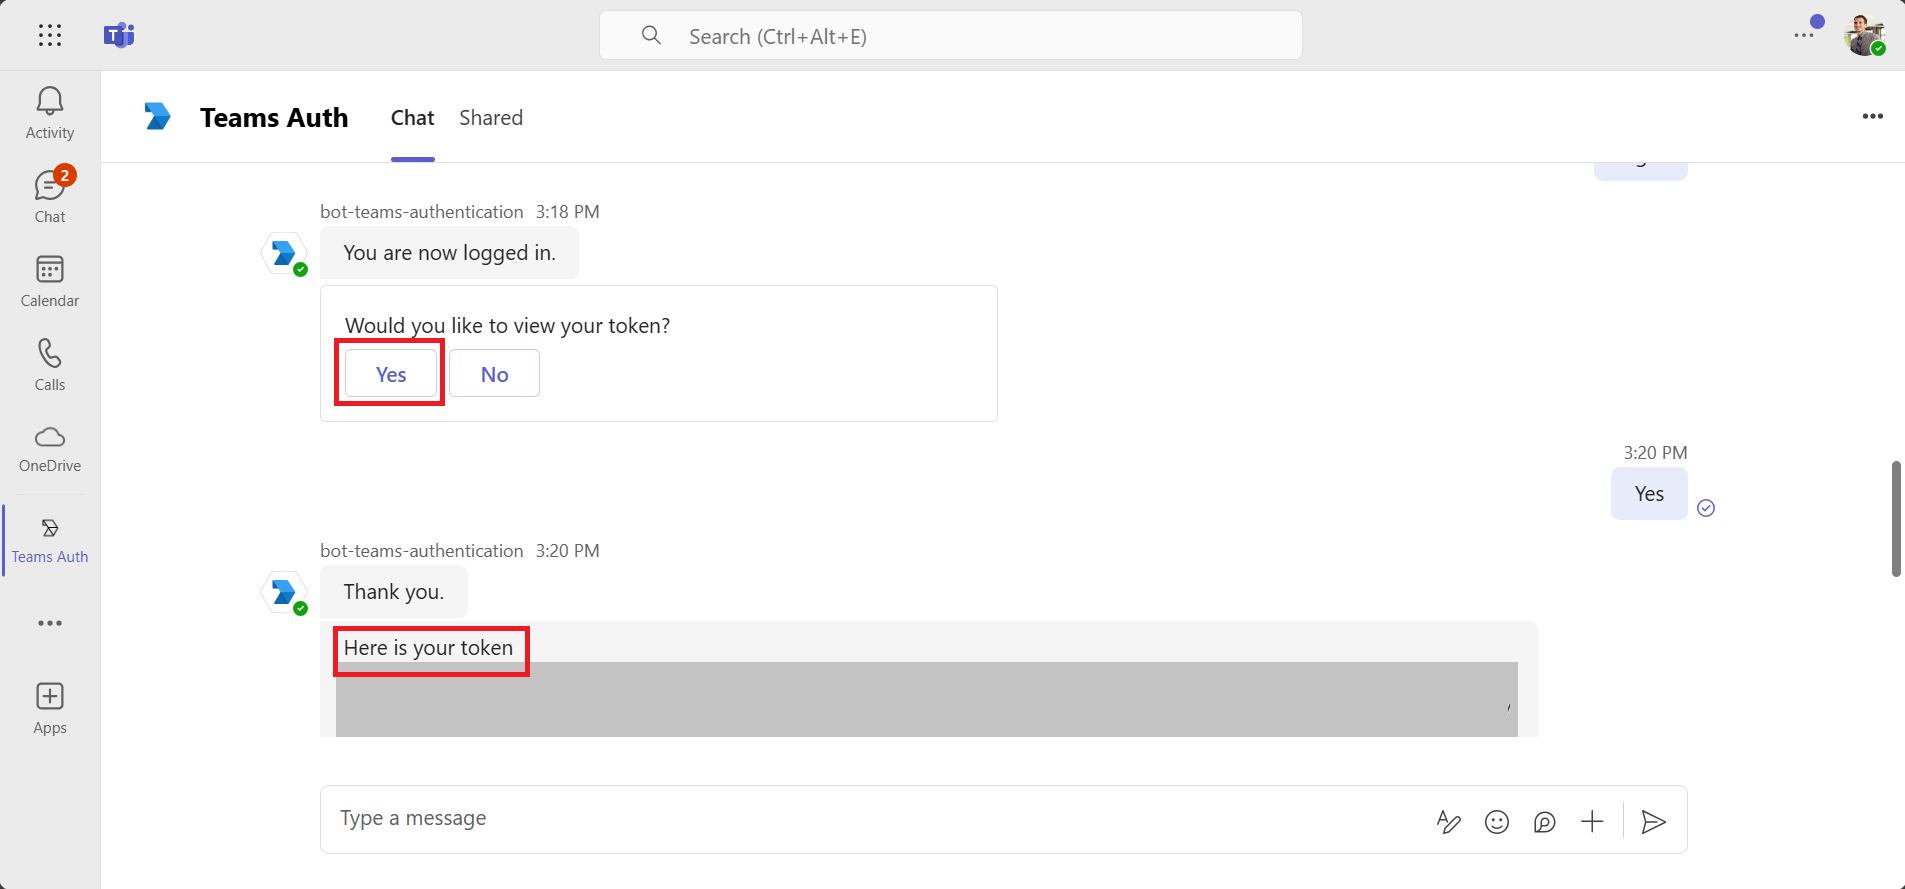 Search (Ctrl+Alt+E)
Activity
2
Chat
Calendar
Calls
OneDrive
Teams Auth
Apps
Teams Auth Chat Shared
bot-teams-authentication 3:18 PM
You are now logged in.
Would you like to view your token?
Yes No
3:20 PM
Yes
bot-teams-authentication 3:20 PM
Thank you.
Here is your token
Type a message